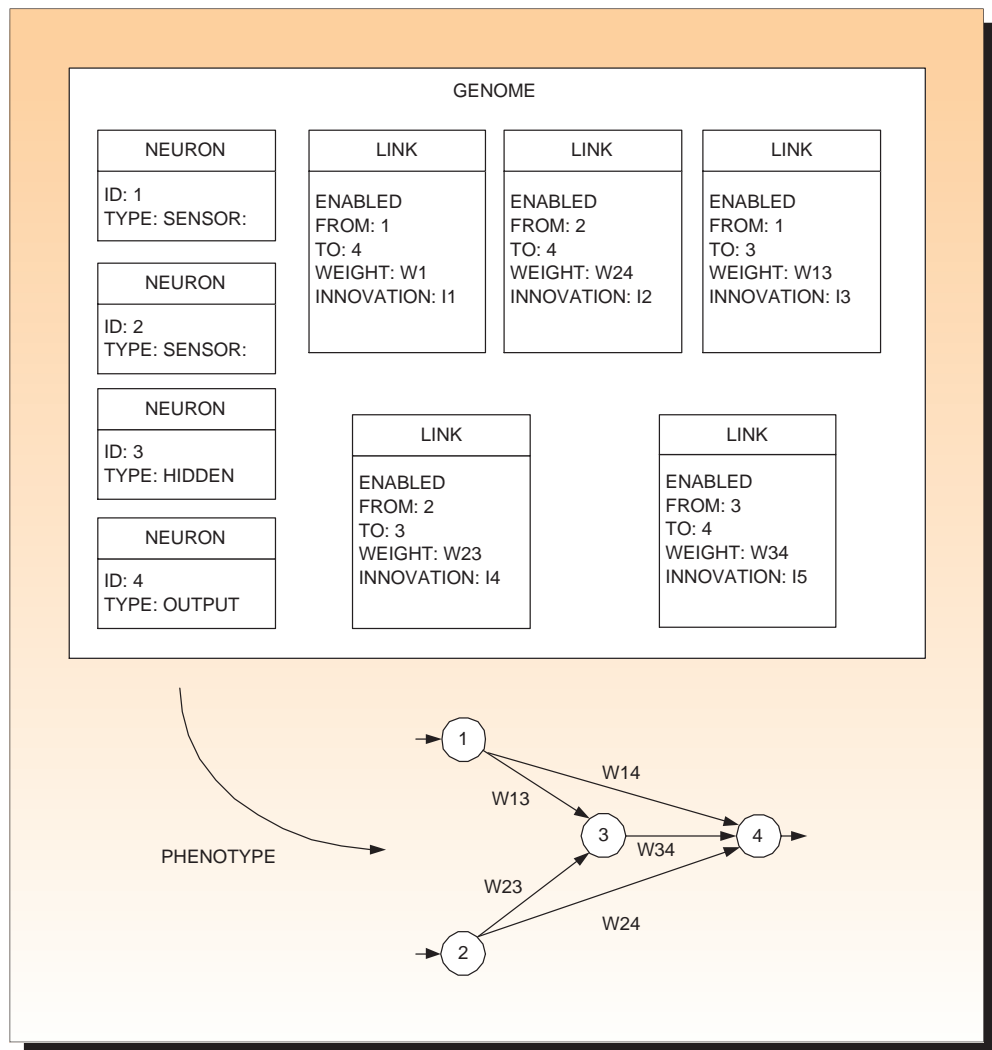 GENOME
NEURON
ID: 1
TYPE: SENSOR:
NEURON
ID: 2
TYPE: SENSOR:
NEURON
ID: 3
TYPE: HIDDEN
NEURON
ID: 4
TYPE: OUTPUT
LINK
ENABLED
FROM: 1
TO: 4
WEIGHT: W1
INNOVATION: I1
LINK
ENABLED
FROM: 2
TO: 4
WEIGHT: W24
INNOVATION: I2
LINK
ENABLED
FROM: 1
TO: 3
WEIGHT: W13
INNOVATION: I3
LINK
ENABLED
FROM: 2
TO: 3
WEIGHT: W23
INNOVATION: I4
LINK
ENABLED
FROM: 3
TO: 4
WEIGHT: W34
INNOVATION: I5
PHENOTYPE
1
W14
W13
3
W34
4
W23
W24
2